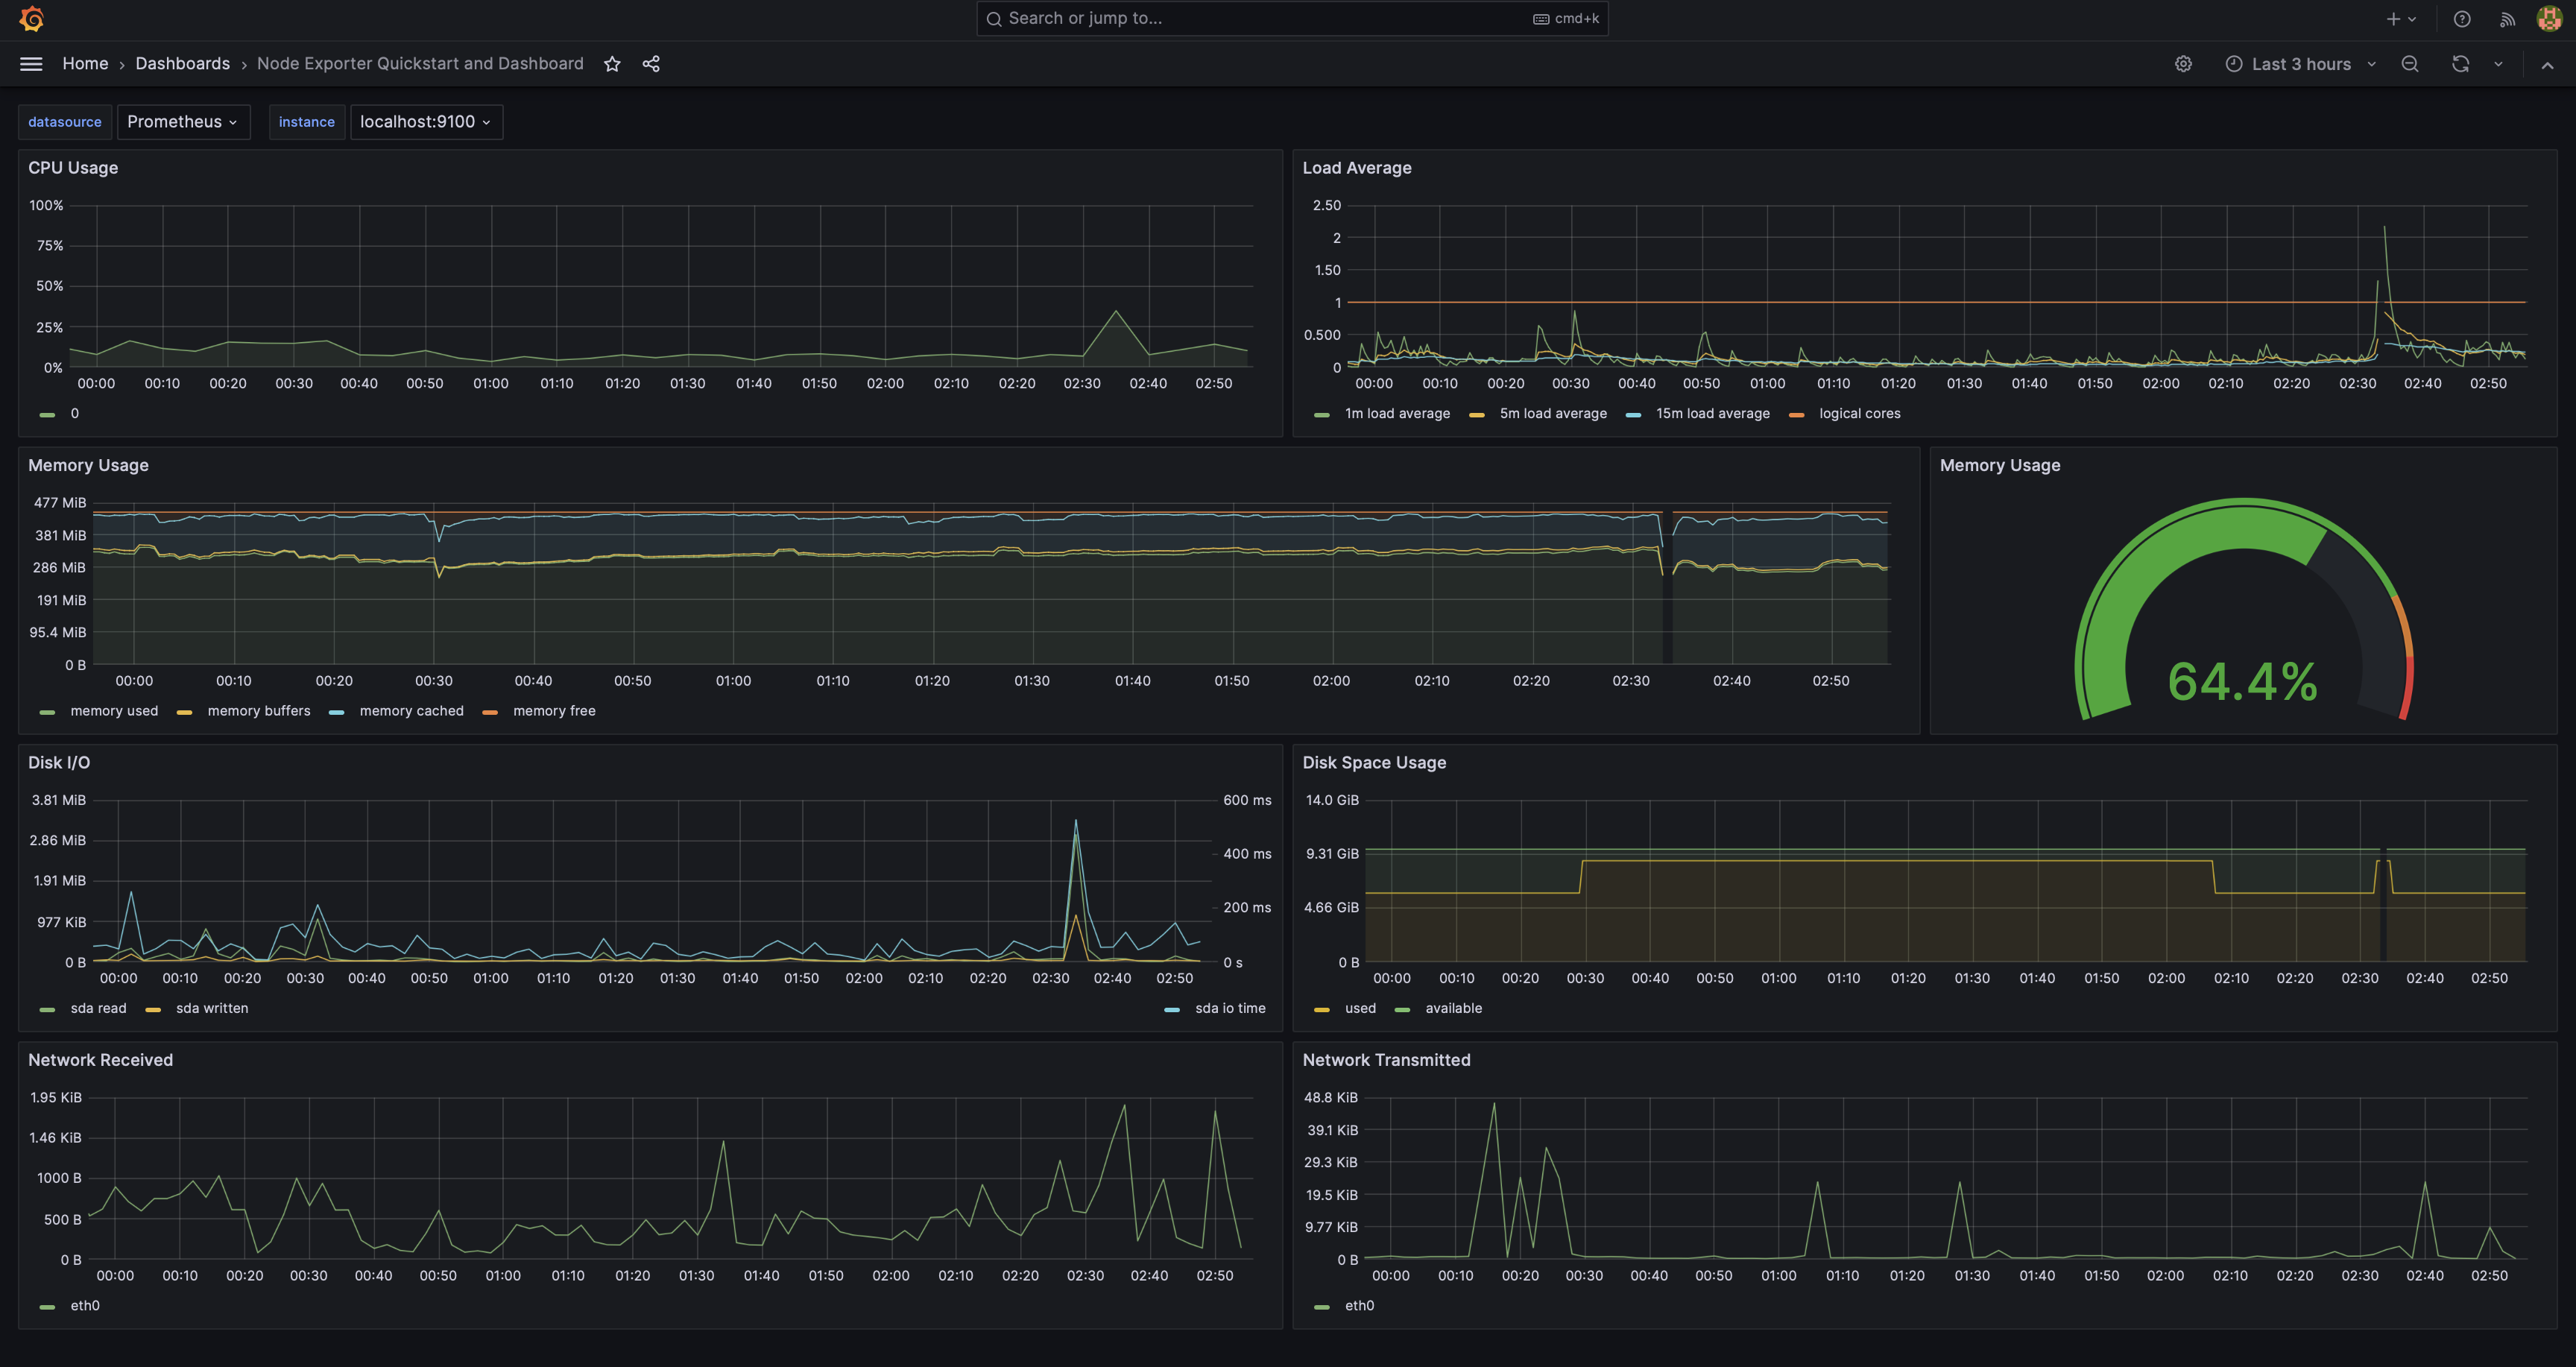 Search or jump to... cmd+k
Home › Dashboards › Node Exporter Quickstart and Dashboard
Last 3 hours
datasource Prometheus instance localhost:9100
CPU Usage
100%
75%
50%
25%
0%
00:00 00:10 00:20 00:30 00:40 00:50 01:00 01:10 01:20 01:30 01:40 01:50 02:00 02:10 02:20 02:30 02:40 02:50
0
Load Average
2.50
2
1.50
1
0.500
0
00:00 00:10 00:20 00:30 00:40 00:50 01:00 01:10 01:20 01:30 01:40 01:50 02:00 02:10 02:20 02:30 02:40 02:50
1m load average 5m load average 15m load average logical cores
Memory Usage
477 MiB
381 MiB
286 MiB
191 MiB
95.4 MiB
0 B
00:00 00:10 00:20 00:30 00:40 00:50 01:00 01:10 01:20 01:30 01:40 01:50 02:00 02:10 02:20 02:30 02:40 02:50
memory used memory buffers memory cached memory free
Memory Usage
64.4%
Disk I/O
3.81 MiB 600 ms
2.86 MiB 400 ms
1.91 MiB
977 KiB 200 ms
0 B 0 s
00:00 00:10 00:20 00:30 00:40 00:50 01:00 01:10 01:20 01:30 01:40 01:50 02:00 02:10 02:20 02:30 02:40 02:50
sda read sda written sda io time
Disk Space Usage
14.0 GiB
9.31 GiB
4.66 GiB
0 B
00:00 00:10 00:20 00:30 00:40 00:50 01:00 01:10 01:20 01:30 01:40 01:50 02:00 02:10 02:20 02:30 02:40 02:50
used available
Network Received
1.95 KiB
1.46 KiB
1000 B
500 B
0 B
00:00 00:10 00:20 00:30 00:40 00:50 01:00 01:10 01:20 01:30 01:40 01:50 02:00 02:10 02:20 02:30 02:40 02:50
eth0
Network Transmitted
48.8 KiB
39.1 KiB
29.3 KiB
19.5 KiB
9.77 KiB
0 B
00:00 00:10 00:20 00:30 00:40 00:50 01:00 01:10 01:20 01:30 01:40 01:50 02:00 02:10 02:20 02:30 02:40 02:50
eth0